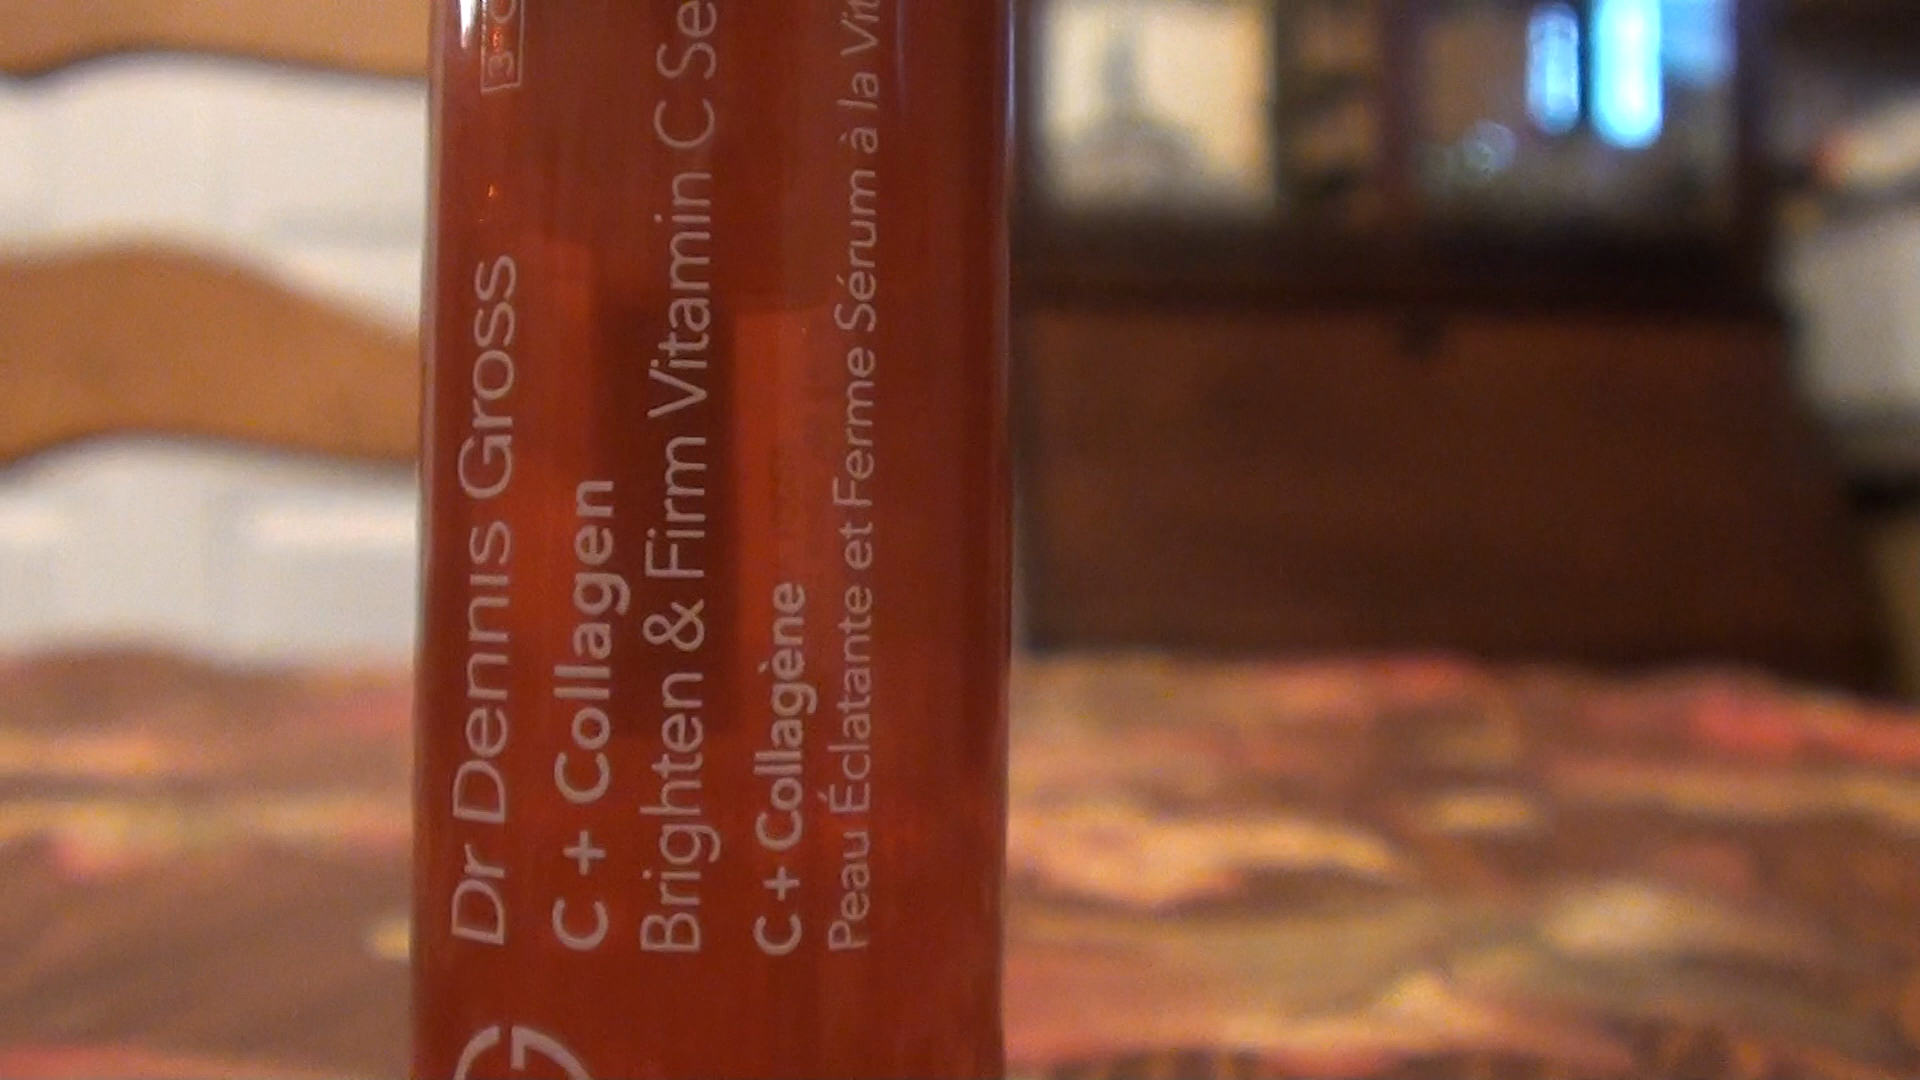 Dr Dennis Gross
C + Collagen
Brighten & Firm Vitamin C Se
C + Collagène
Peau Éclatante et Ferme Sérum à la Vit
G